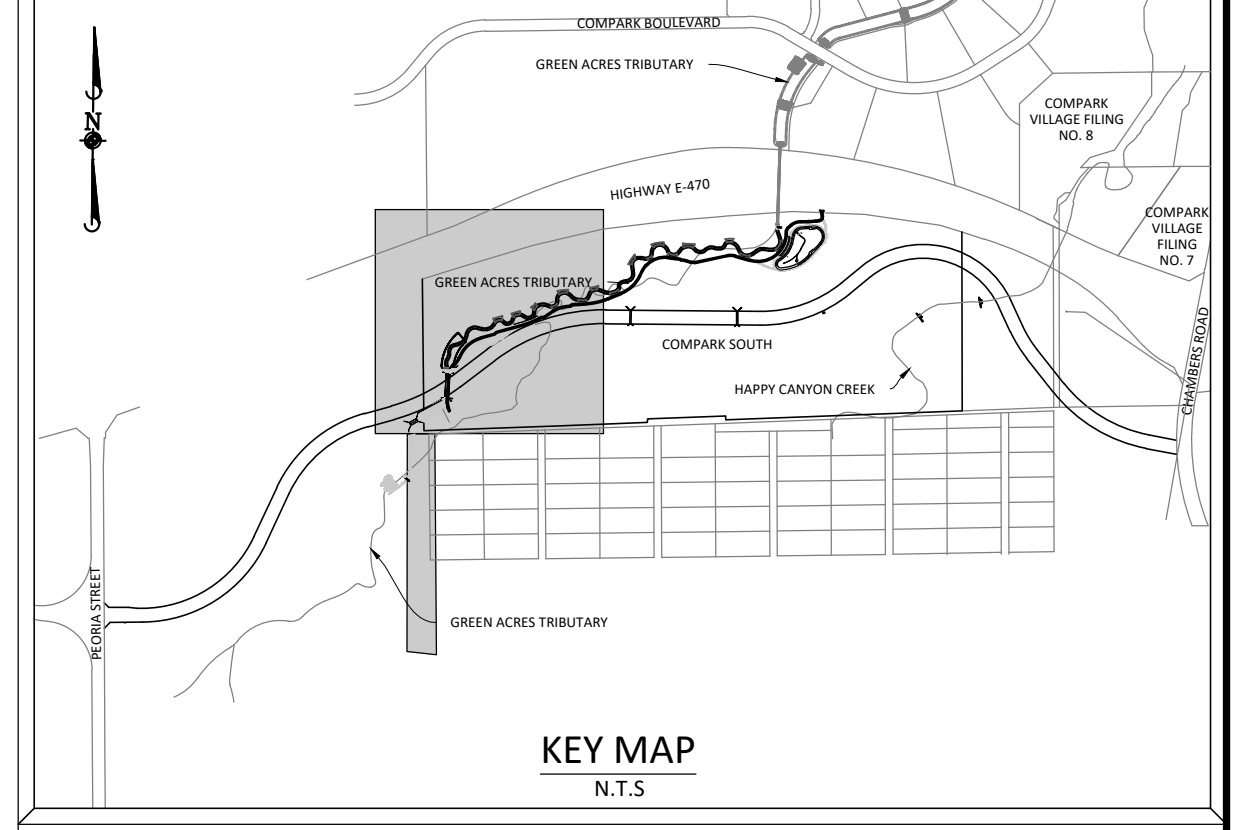 COMPARK BOULEVARD
GREEN ACRES TRIBUTARY
COMPARK
VILLAGE FILING
NO. 8
N
HIGHWAY E-470
COMPARK
VILLAGE
FILING
NO. 7
GREEN ACRES TRIBUTARY
COMPARK SOUTH
CHAMBERS ROAD
HAPPY CANYON CREEK
PEORIA STREET
GREEN ACRES TRIBUTARY
KEY MAP
N.T.S